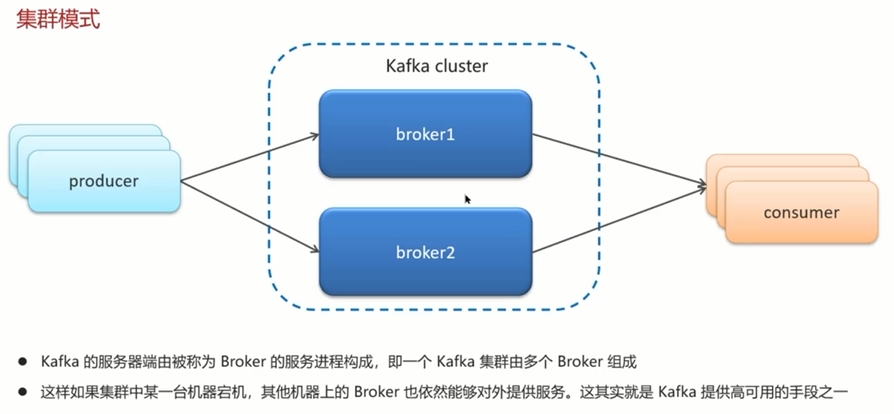 集群模式
Kafka cluster
broker1
producer
consumer
broker2
● Kafka 的服务器端由被称为 Broker 的服务进程构成，即一个 Kafka 集群由多个 Broker 组成
● 这样如果集群中某一台机器宕机，其他机器上的 Broker 也依然能够对外提供服务。这其实就是 Kafka 提供高可用的手段之一